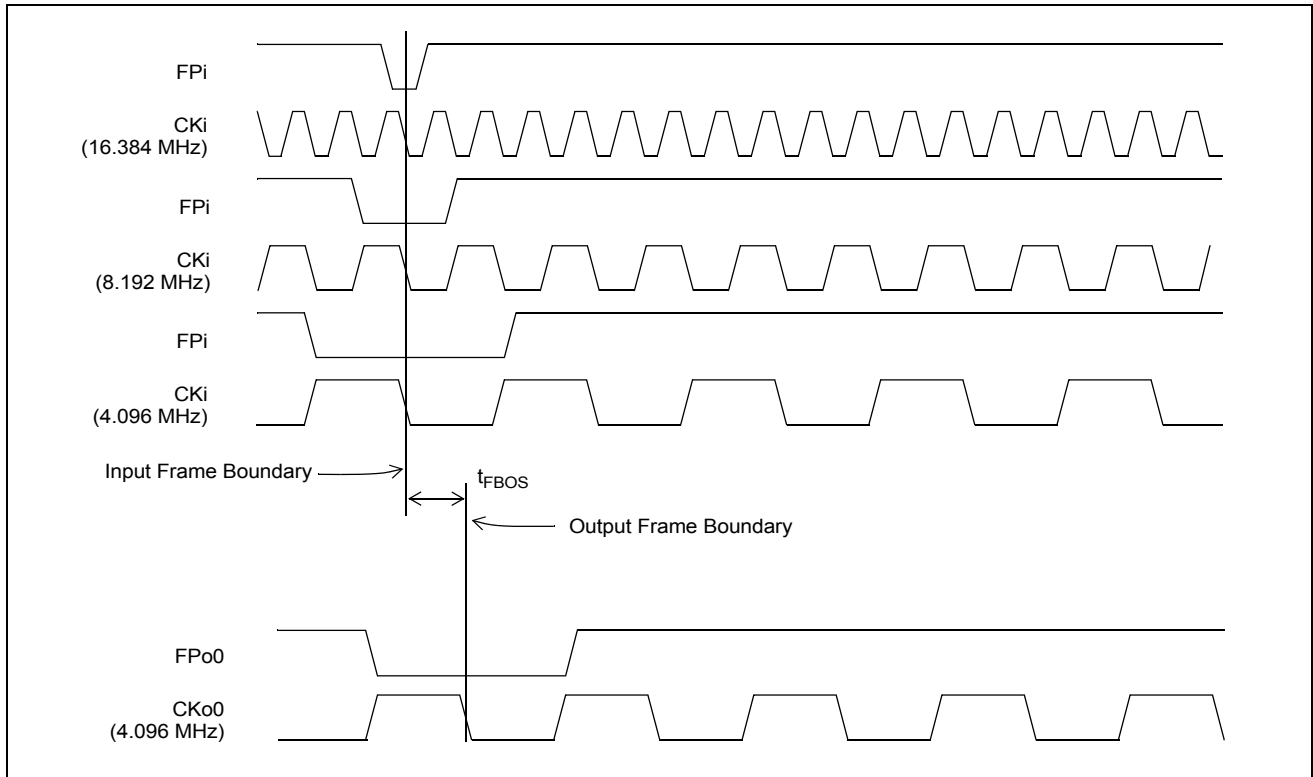 FPi
CKi
(16.384 MHz)
FPi
CKi
(8.192 MHz)
FPi
CKi
(4.096 MHz)
Input Frame Boundary
tFBOS
Output Frame Boundary
FPo0
CKo0
(4.096 MHz)